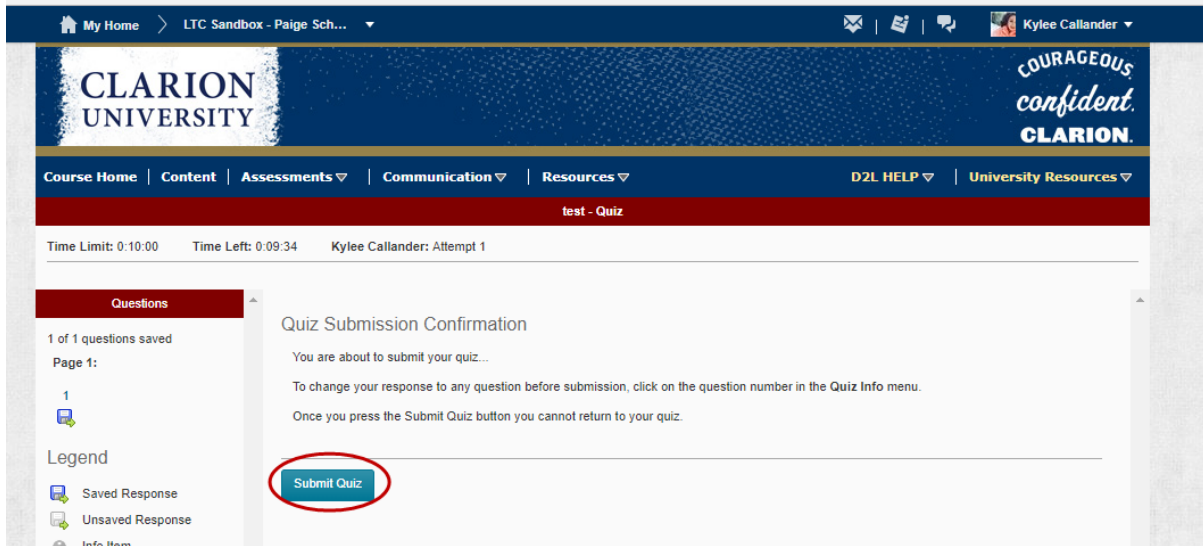 My Home LTC Sandbox - Paige Sch... Kylee Callander
CLARION
UNIVERSITY
COURAGEOUS.
confident.
CLARION.
Course Home | Content | Assessments | Communication | Resources D2L HELP | University Resources
test - Quiz
Time Limit: 0:10:00 Time Left: 0:09:34 Kylee Callander: Attempt 1
Questions
1 of 1 questions saved
Page 1:
1
Legend
Saved Response
Unsaved Response
Info Item
Quiz Submission Confirmation
You are about to submit your quiz...
To change your response to any question before submission, click on the question number in the Quiz Info menu.
Once you press the Submit Quiz button you cannot return to your quiz.
Submit Quiz